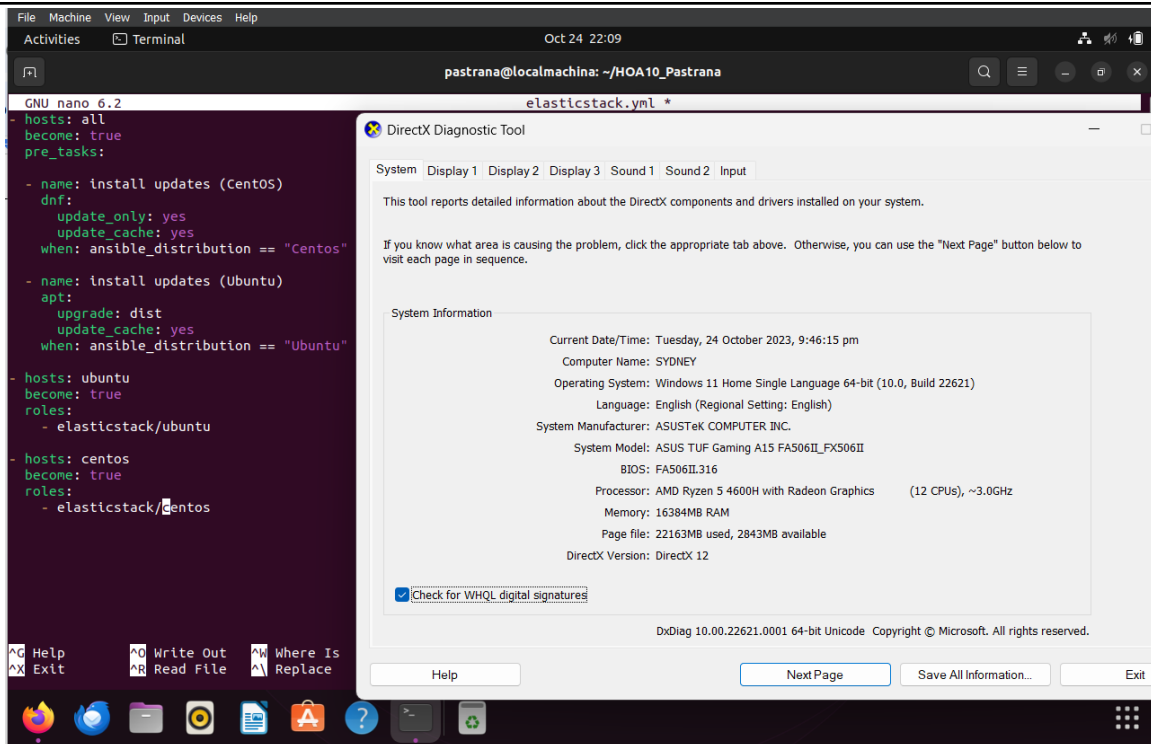 File Machine View Input Devices Help
Activities Terminal Oct 24 22:09
pastrana@localmachina: ~/HOA10_Pastrana
GNU nano 6.2 elasticstack.yml *
- hosts: all
become: true
pre_tasks:
- name: install updates (CentOS)
dnf:
update_only: yes
update_cache: yes
when: ansible_distribution == "Centos"
- name: install updates (Ubuntu)
apt:
upgrade: dist
update_cache: yes
when: ansible_distribution == "Ubuntu"
- hosts: ubuntu
become: true
roles:
- elasticstack/ubuntu
- hosts: centos
become: true
roles:
- elasticstack/centos
^G Help ^O Write Out ^W Where Is
^X Exit ^R Read File ^\ Replace
DirectX Diagnostic Tool
System Display 1 Display 2 Display 3 Sound 1 Sound 2 Input
This tool reports detailed information about the DirectX components and drivers installed on your system.
If you know what area is causing the problem, click the appropriate tab above. Otherwise, you can use the "Next Page" button below to
visit each page in sequence.
System Information
Current Date/Time: Tuesday, 24 October 2023, 9:46:15 pm
Computer Name: SYDNEY
Operating System: Windows 11 Home Single Language 64-bit (10.0, Build 22621)
Language: English (Regional Setting: English)
System Manufacturer: ASUSTeK COMPUTER INC.
System Model: ASUS TUF Gaming A15 FA506II_FX506II
BIOS: FA506II.316
Processor: AMD Ryzen 5 4600H with Radeon Graphics (12 CPUs), ~3.0GHz
Memory: 16384MB RAM
Page file: 22163MB used, 2843MB available
DirectX Version: DirectX 12
Check for WHQL digital signatures
DxDiag 10.00.22621.0001 64-bit Unicode Copyright © Microsoft. All rights reserved.
Help Next Page Save All Information... Exit